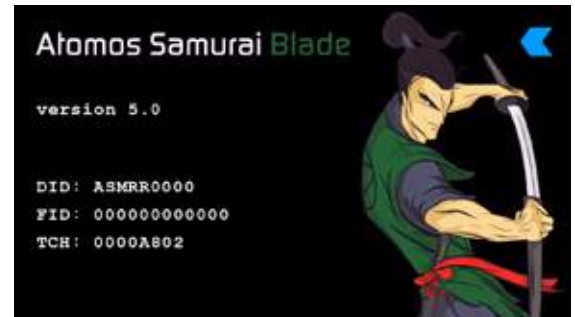 Atomos Samurai Blade
version 5.0
DID: ASMRR0000
FID: 000000000000
TCH: 0000A802